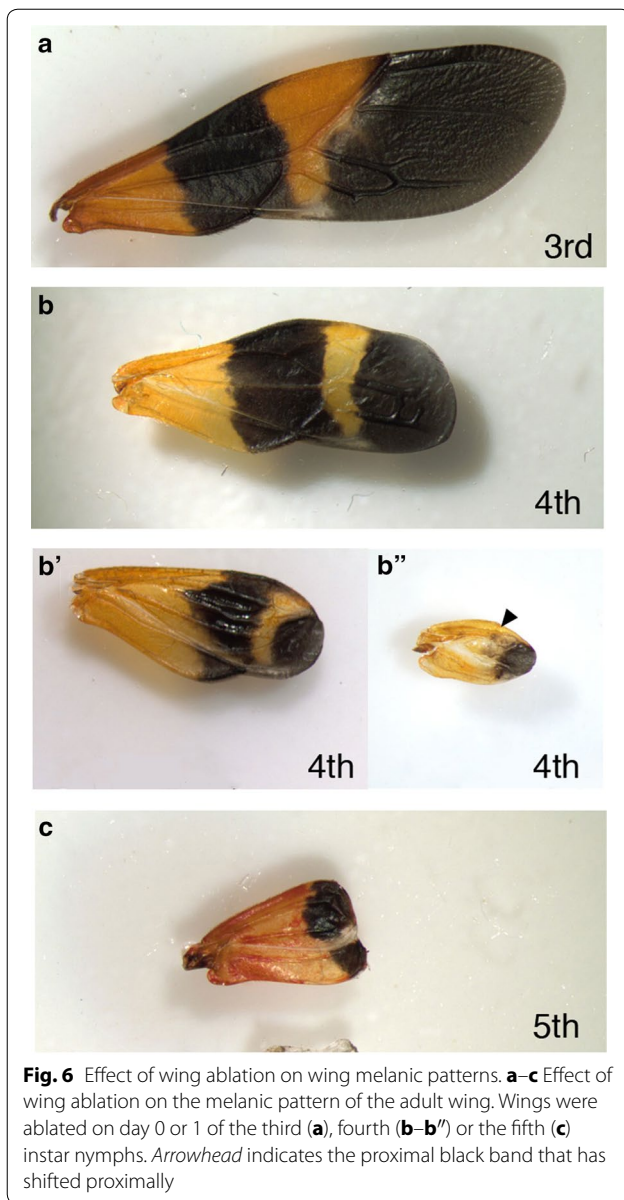 a
3rd
b
4th
b’ b”
4th 4th
c
5th
Fig. 6 Effect of wing ablation on wing melanic patterns. a–c Effect of
wing ablation on the melanic pattern of the adult wing. Wings were
ablated on day 0 or 1 of the third (a), fourth (b–b″) or the fifth (c)
instar nymphs. Arrowhead indicates the proximal black band that has
shifted proximally